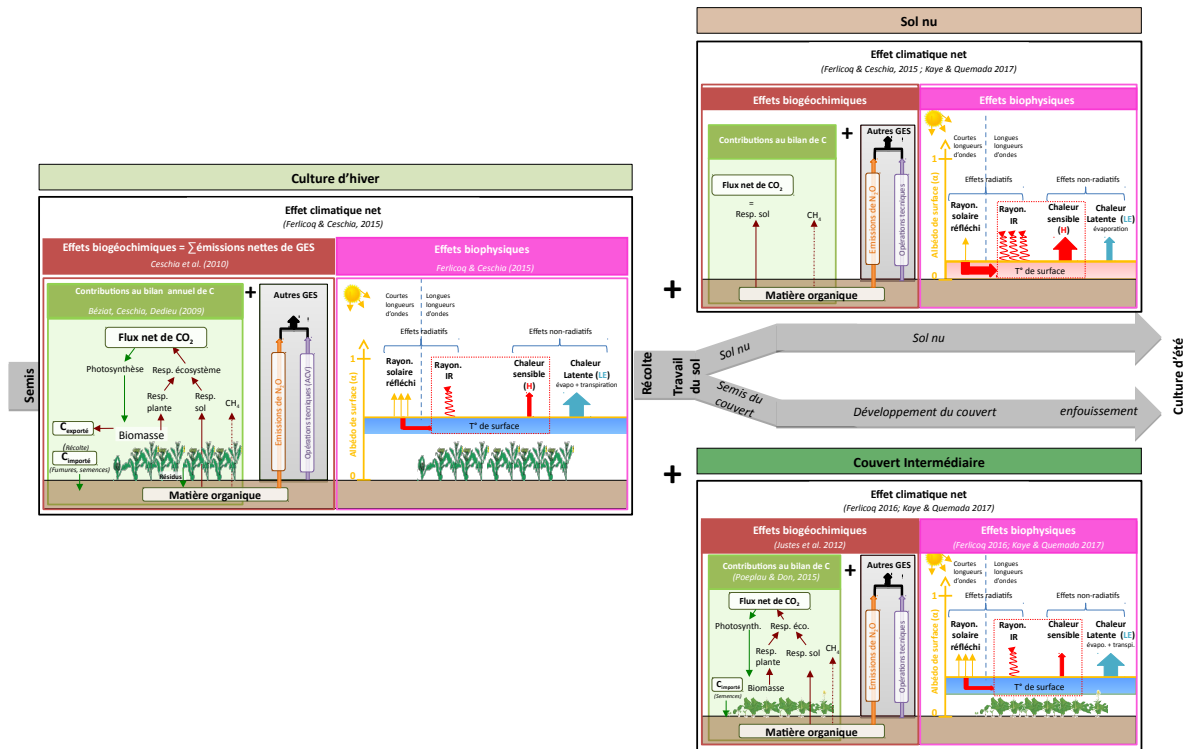 Culture d'hiver
Effet climatique net
(Ferlicoq & Ceschia, 2015)
Effets biogéochimiques = ∑émissions nettes de GES
Ceschia et al. (2010)
Contributions au bilan annuel de C
Béziat, Ceschia, Dedieu (2009)
+
Autres GES
Flux net de CO2
Photosynthèse
Resp. écosystème
Resp.
plante
Resp.
sol
CH4
Cexporté
(Récolte)
Cimporté
(Fumures, semences)
Biomasse
Résidus
Matière organique
Emissions de N2O
Opérations tecniques (ACV)
Effets biophysiques
Ferlicoq & Ceschia (2015)
Courtes
longueurs
d'ondes
Longues
longueurs
d'ondes
Effets radiatifs
Effets non-radiatifs
Albédo de surface (α)
1
0
Rayon.
solaire
réfléchi
Rayon.
IR
Chaleur
sensible
(H)
Chaleur
Latente (LE)
évapo + transpiration
T° de surface
Semis
Récolte
Travail
du sol
Sol nu
Semis du
couvert
Sol nu
Développement du couvert
enfouissement
Culture d'été
+
Sol nu
Effet climatique net
(Ferlicoq & Ceschia, 2015 ; Kaye & Quemada 2017)
Effets biogéochimiques
Contributions au bilan de C
+
Autres GES
Flux net de CO2
=
Resp. sol
CH4
Matière organique
Emissions de N2O
Opérations tecniques
Effets biophysiques
Courtes
longueurs
d'ondes
Longues
longueurs
d'ondes
Effets radiatifs
Effets non-radiatifs
Albédo de surface (α)
1
0
Rayon.
solaire
réfléchi
Rayon.
IR
Chaleur
sensible
(H)
Chaleur
Latente (LE)
évaporation
T° de surface
+
Couvert Intermédiaire
Effet climatique net
(Ferlicoq 2016; Kaye & Quemada 2017)
Effets biogéochimiques
(Justes et al. 2012)
Contributions au bilan de C
(Poeplau & Don, 2015)
+
Autres GES
Flux net de CO2
Photosynth.
Resp. éco.
Resp.
plante
Resp. sol
CH4
Cimporté
(Semences)
Biomasse
Matière organique
Emissions de N2O
Opérations tecniques
Effets biophysiques
(Ferlicoq 2016; Kaye & Quemada 2017)
Courtes
longueurs
d'ondes
Longues
longueurs
d'ondes
Effets radiatifs
Effets non-radiatifs
Albédo de surface (α)
1
0
Rayon.
solaire
réfléchi
Rayon.
IR
Chaleur
sensible
Chaleur
Latente (LE)
évapo. + transpi.
T° de surface